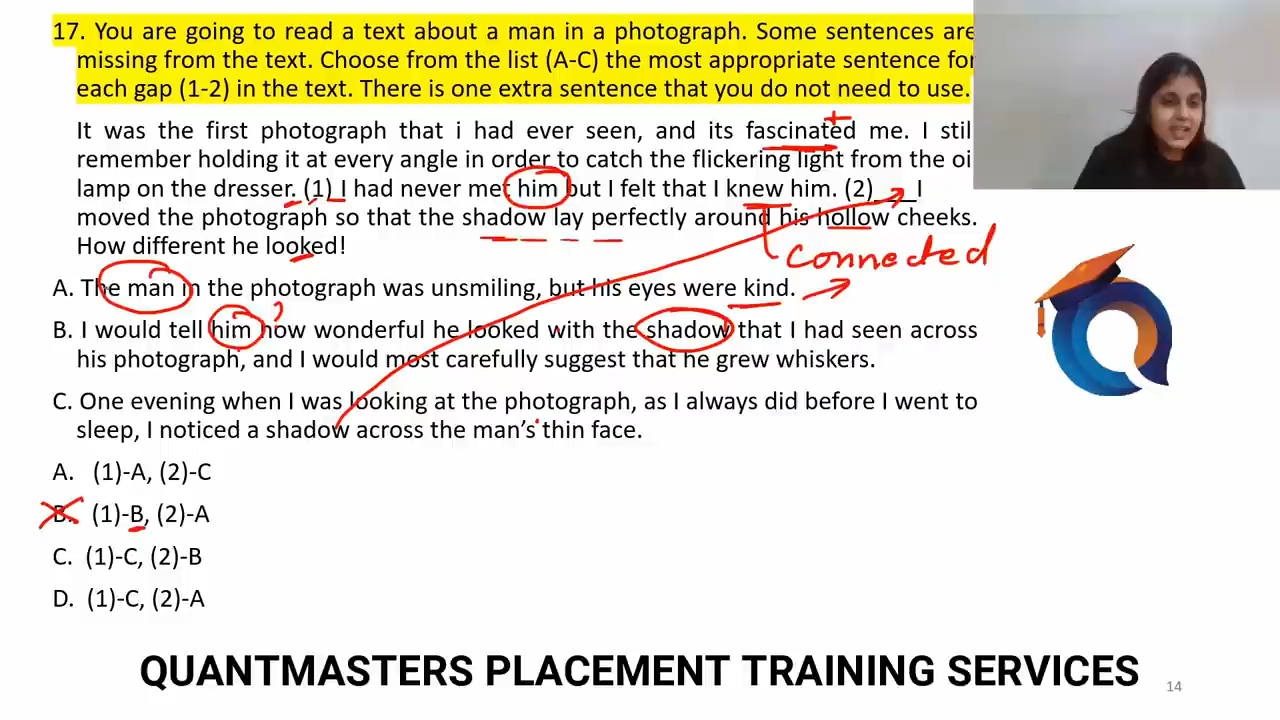 17. You are going to read a text about a man in a photograph. Some sentences are
missing from the text. Choose from the list (A-C) the most appropriate sentence for
each gap (1-2) in the text. There is one extra sentence that you do not need to use.
It was the first photograph that i had ever seen, and its fascinated me. I still
remember holding it at every angle in order to catch the flickering light from the oi
lamp on the dresser. (1)_I had never met him but I felt that I knew him. (2)___I
moved the photograph so that the shadow lay perfectly around his hollow cheeks.
How different he looked!
connected
A. The man in the photograph was unsmiling, but his eyes were kind.
B. I would tell him how wonderful he looked with the shadow that I had seen across
his photograph, and I would most carefully suggest that he grew whiskers.
C. One evening when I was looking at the photograph, as I always did before I went to
sleep, I noticed a shadow across the man's thin face.
A. (1)-A, (2)-C
B. (1)-B, (2)-A
C. (1)-C, (2)-B
D. (1)-C, (2)-A
QUANTMASTERS PLACEMENT TRAINING SERVICES
14